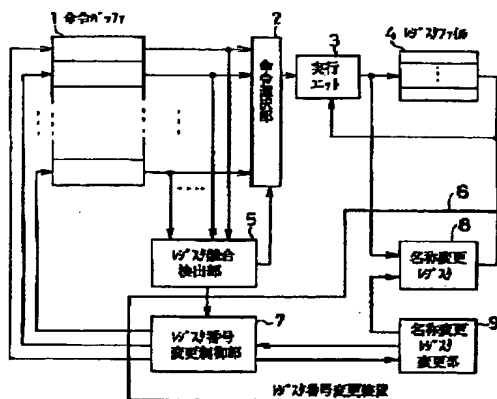 1 命令バッファ
2
命令選択部
3
実行
ユニット
4 レジスタファイル
5
レジスタ競合
検出部
6
7
レジスタ番号
変更制御部
8
名称変更
レジスタ
9
名称変更
レジスタ
変更部
レジスタ番号変更装置